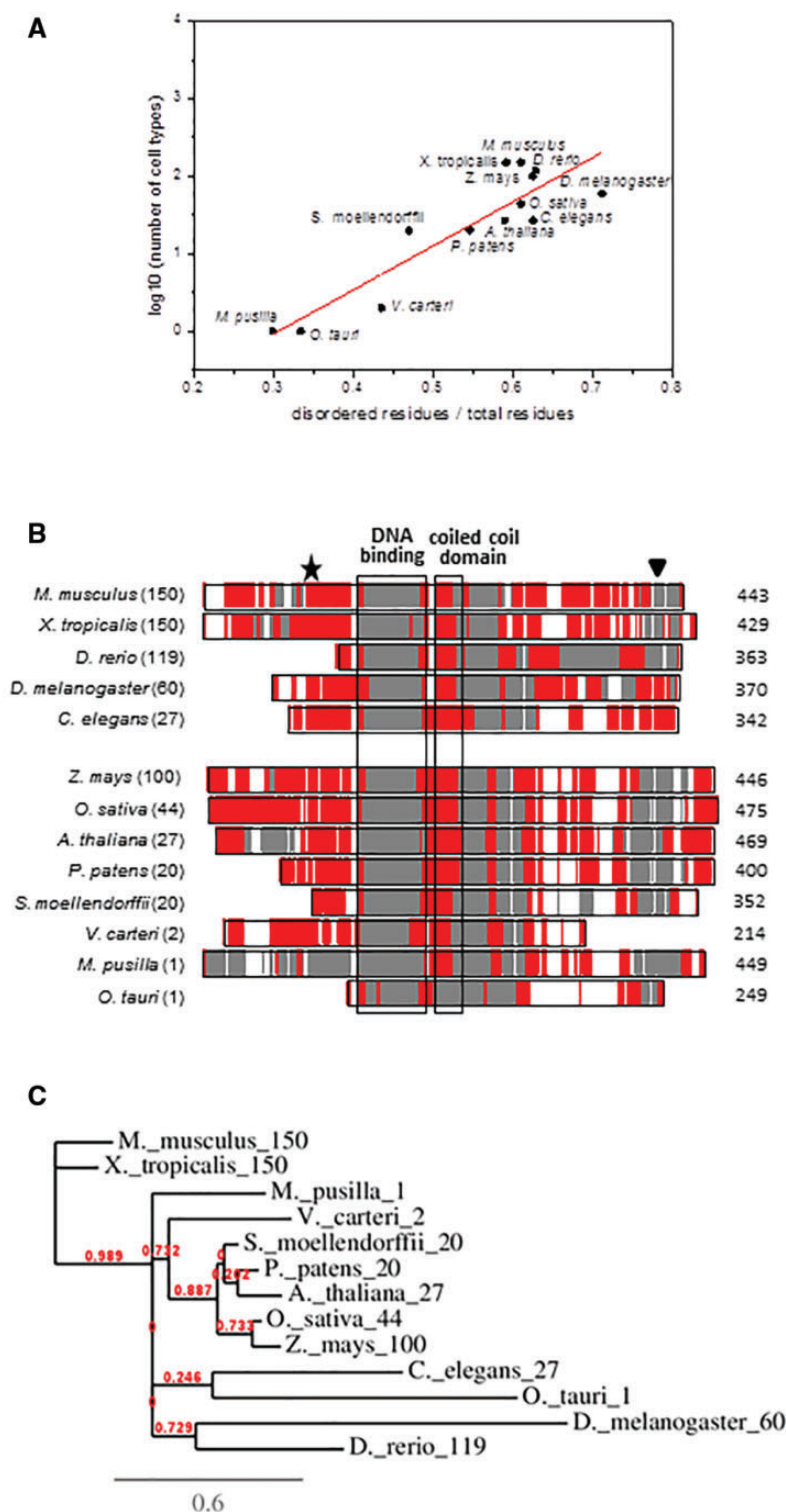 A
4
3
2
1
0
log10 (number of cell types)
M. musculus
X. tropicalis
D. rerio
Z. mays
D. melanogaster
O. sativa
S. moellendorffii
C. elegans
A. thaliana
P. patens
V. carteri
M. pusilla
O. tauri
0.2 0.3 0.4 0.5 0.6 0.7 0.8
disordered residues / total residues
B
DNA binding
coiled coil domain
M. musculus (150) 443
X. tropicalis (150) 429
D. rerio (119) 363
D. melanogaster (60) 370
C. elegans (27) 342
Z. mays (100) 446
O. sativa (44) 475
A. thaliana (27) 469
P. patens (20) 400
S. moellendorffii (20) 352
V. carteri (2) 214
M. pusilla (1) 449
O. tauri (1) 249
C
M._musculus_150
X._tropicalis_150
M._pusilla_1
V._carteri_2
0.989
0.732
S._moellendorffii_20
0
P._patens_20
0.262
0.887
A._thaliana_27
O._sativa_44
0.733
0
Z._mays_100
C._elegans_27
0.246
O._tauri_1
0
D._melanogaster_60
0.729
D._rerio_119
0.6